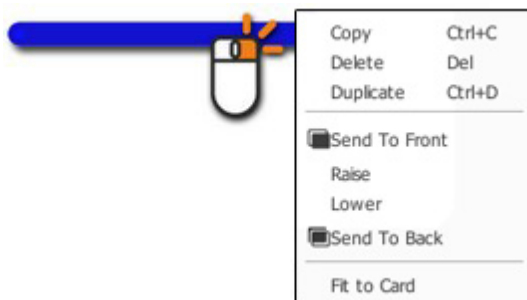 Copy Ctrl+C
Delete Del
Duplicate Ctrl+D
Send To Front
Raise
Lower
Send To Back
Fit to Card